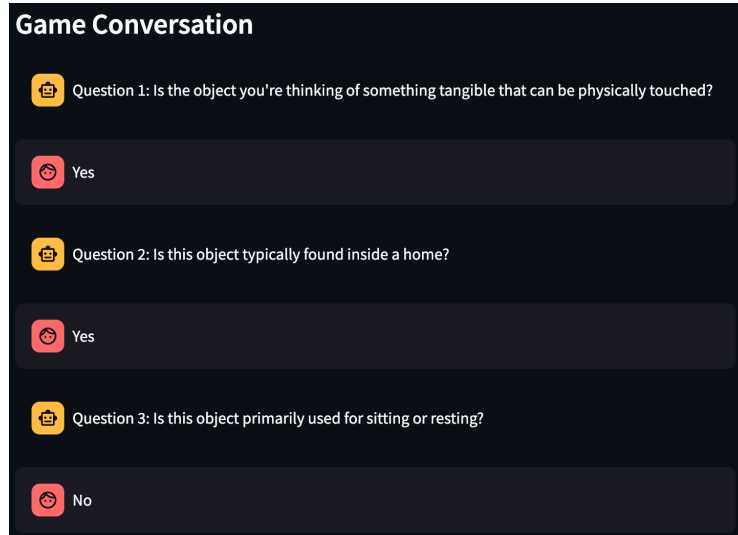 Game Conversation
Question 1: Is the object you're thinking of something tangible that can be physically touched?
Yes
Question 2: Is this object typically found inside a home?
Yes
Question 3: Is this object primarily used for sitting or resting?
No